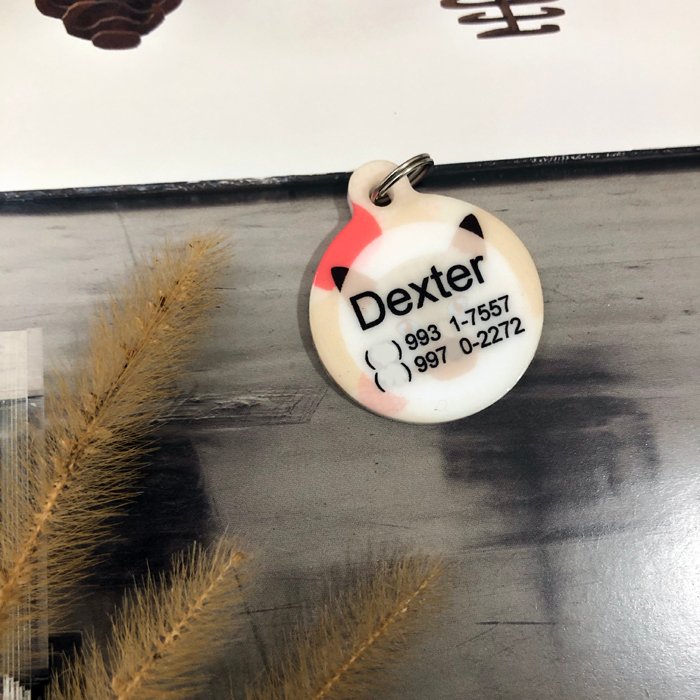 Dexter
( ) 993 1-7557
( ) 997 0-2272